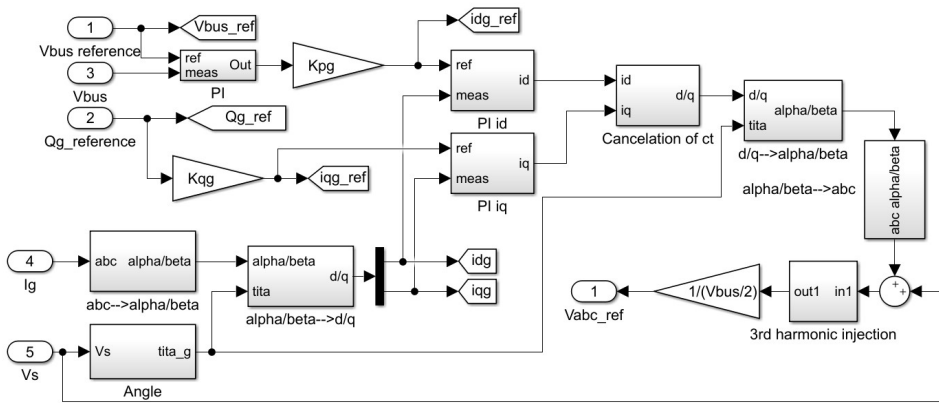 1
Vbus reference
Vbus_ref
3
Vbus
ref
meas
Out
PI
Kpg
idg_ref
2
Qg_reference
Qg_ref
Kqg
iqg_ref
ref
meas
id
PI id
ref
meas
iq
PI iq
id
iq
d/q
Cancelation of ct
d/q
tita
alpha/beta
d/q-->alpha/beta
alpha/beta-->abc
abc alpha/beta
4
Ig
abc alpha/beta
abc-->alpha/beta
alpha/beta
tita
d/q
alpha/beta-->d/q
idg
iqg
5
Vs
Vs tita_g
Angle
1
Vabc_ref
1/(Vbus/2)
out1 in1
3rd harmonic injection
+
+